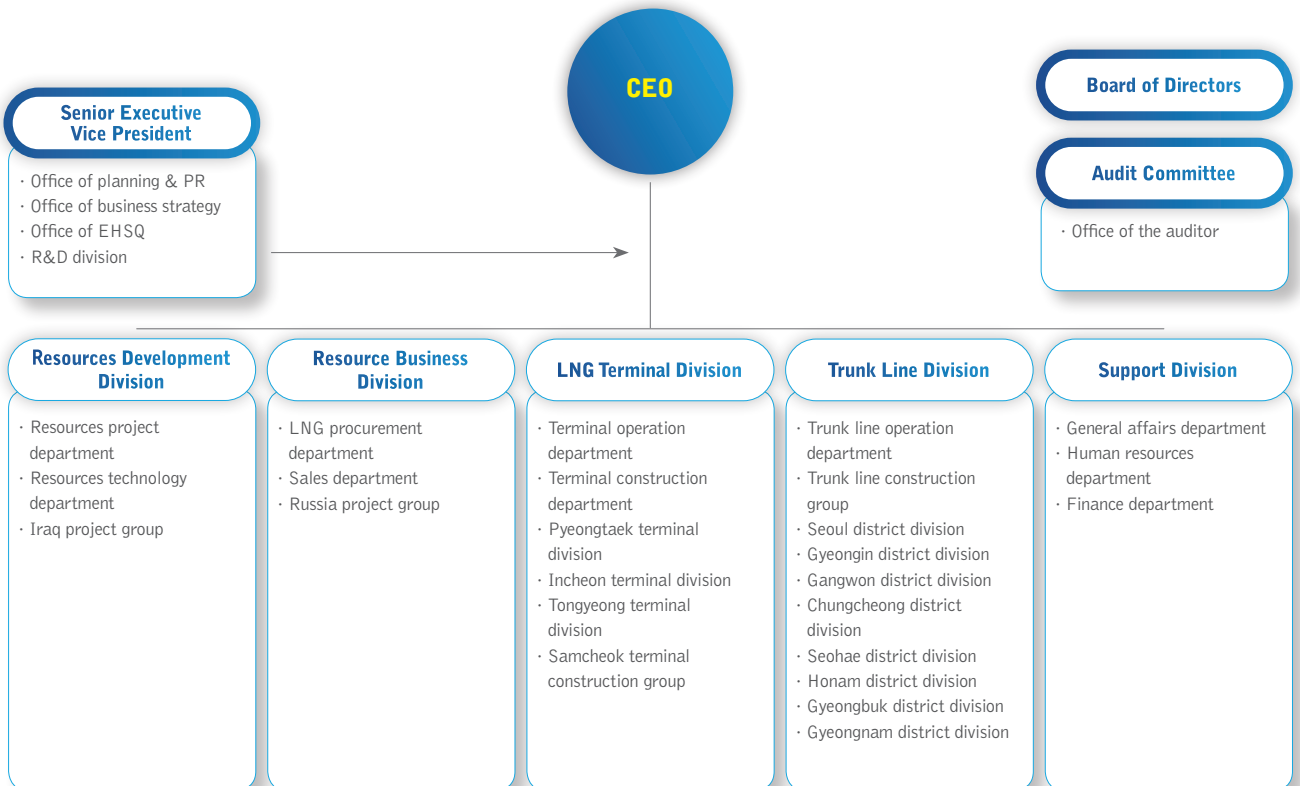 CEO
Senior Executive
Vice President
· Office of planning & PR
· Office of business strategy
· Office of EHSQ
· R&D division
Board of Directors
Audit Committee
· Office of the auditor
Resources Development
Division
· Resources project
department
· Resources technology
department
· Iraq project group
Resource Business
Division
· LNG procurement
department
· Sales department
· Russia project group
LNG Terminal Division
· Terminal operation
department
· Terminal construction
department
· Pyeongtaek terminal
division
· Incheon terminal division
· Tongyeong terminal
division
· Samcheok terminal
construction group
Trunk Line Division
· Trunk line operation
department
· Trunk line construction
group
· Seoul district division
· Gyeongin district division
· Gangwon district division
· Chungcheong district
division
· Seohae district division
· Honam district division
· Gyeongbuk district division
· Gyeongnam district division
Support Division
· General affairs department
· Human resources
department
· Finance department